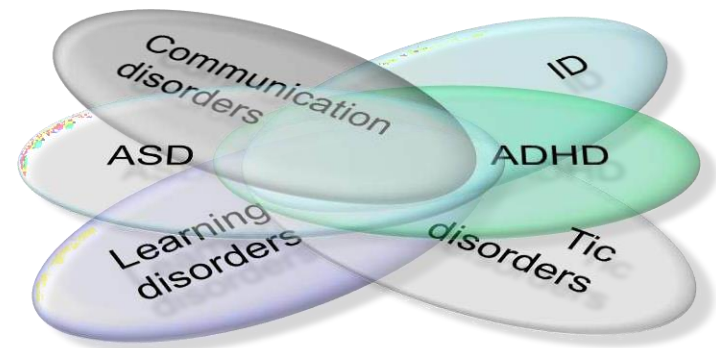 Communication
disorders
ID
ASD
ADHD
Learning
disorders
Tic
disorders